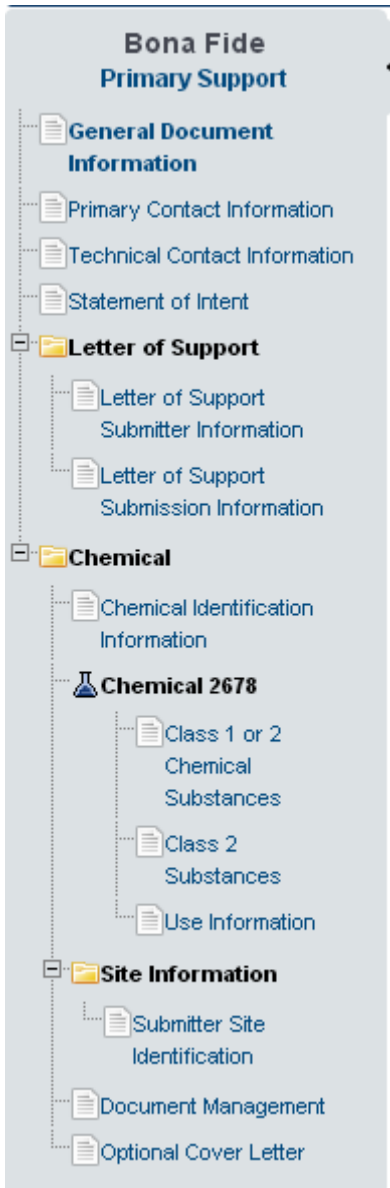 Bona Fide
Primary Support
General Document
Information
Primary Contact Information
Technical Contact Information
Statement of Intent
Letter of Support
Letter of Support
Submitter Information
Letter of Support
Submission Information
Chemical
Chemical Identification
Information
Chemical 2678
Class 1 or 2
Chemical
Substances
Class 2
Substances
Use Information
Site Information
Submitter Site
Identification
Document Management
Optional Cover Letter